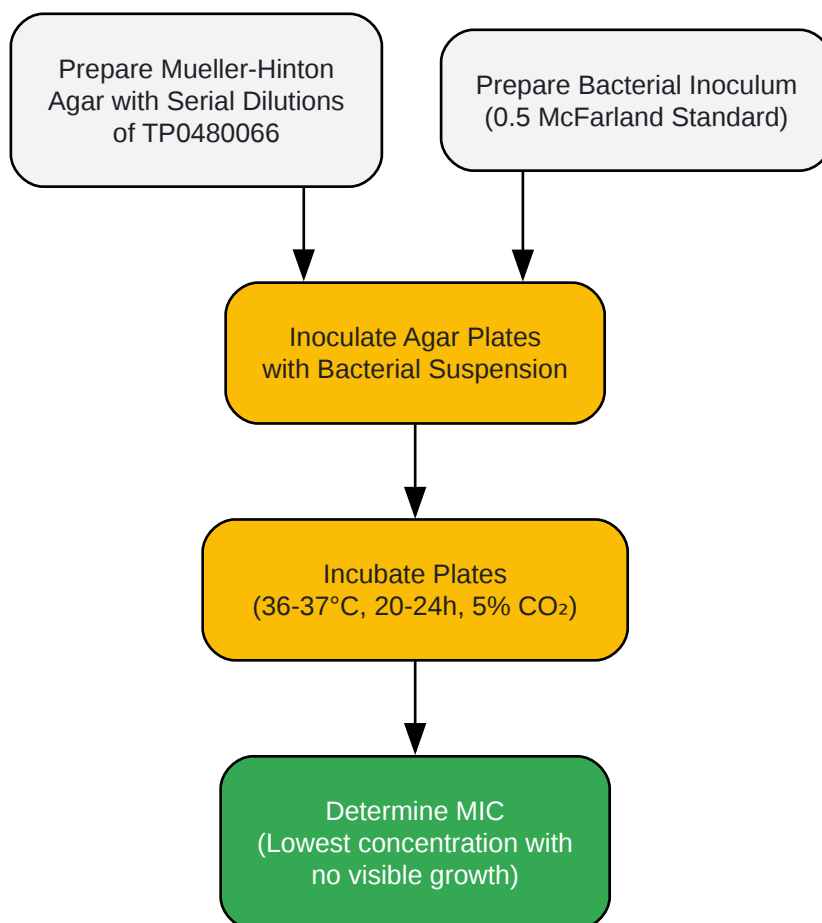 Prepare Mueller-Hinton
Agar with Serial Dilutions
of TP0480066
Prepare Bacterial Inoculum
(0.5 McFarland Standard)
Inoculate Agar Plates
with Bacterial Suspension
Incubate Plates
(36-37°C, 20-24h, 5% CO₂)
Determine MIC
(Lowest concentration with
no visible growth)